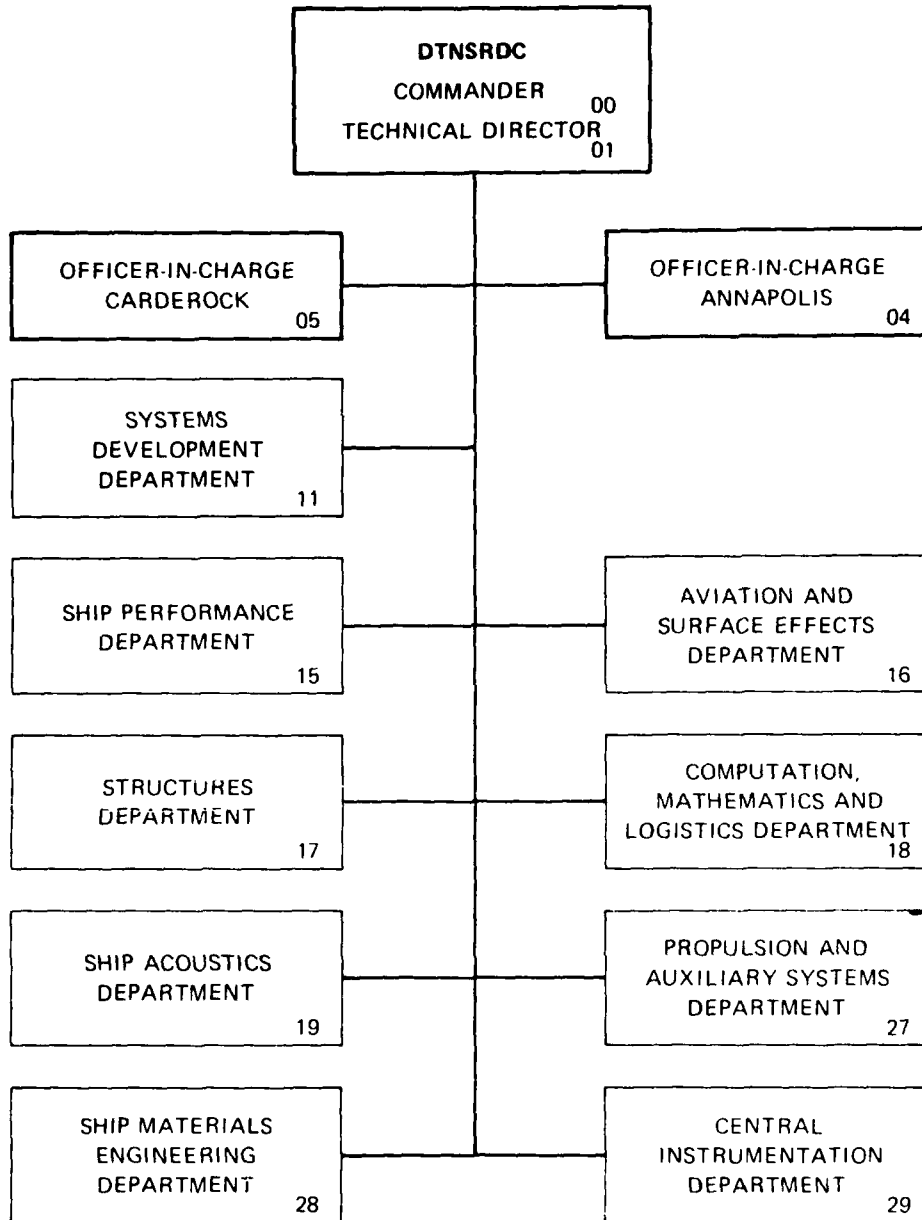 DTNSRDC
COMMANDER
00
TECHNICAL DIRECTOR
01
OFFICER-IN-CHARGE
CARDEROCK
05
OFFICER-IN-CHARGE
ANNAPOLIS
04
SYSTEMS
DEVELOPMENT
DEPARTMENT
11
SHIP PERFORMANCE
DEPARTMENT
15
AVIATION AND
SURFACE EFFECTS
DEPARTMENT
16
STRUCTURES
DEPARTMENT
17
COMPUTATION,
MATHEMATICS AND
LOGISTICS DEPARTMENT
18
SHIP ACOUSTICS
DEPARTMENT
19
PROPULSION AND
AUXILIARY SYSTEMS
DEPARTMENT
27
SHIP MATERIALS
ENGINEERING
DEPARTMENT
28
CENTRAL
INSTRUMENTATION
DEPARTMENT
29